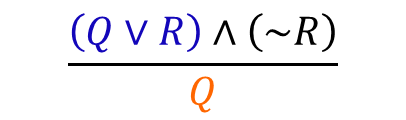 (Q ∨ R) ∧ (~R)
Q